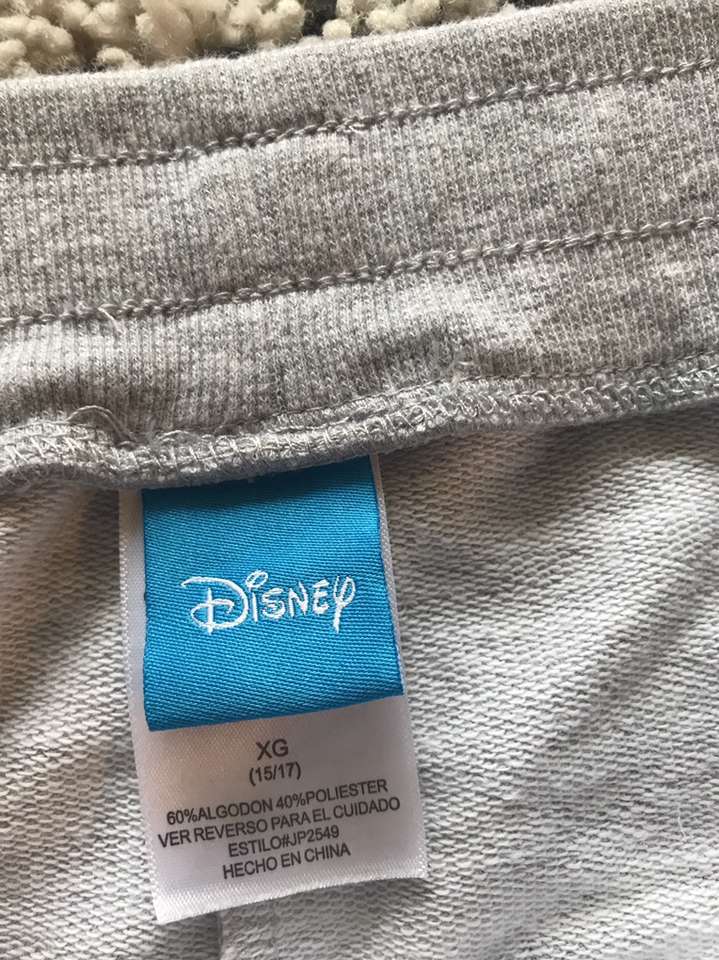 Disney
XG
(15/17)
60%ALGODON 40%POLIESTER
VER REVERSO PARA EL CUIDADO
ESTILO#JP2549
HECHO EN CHINA